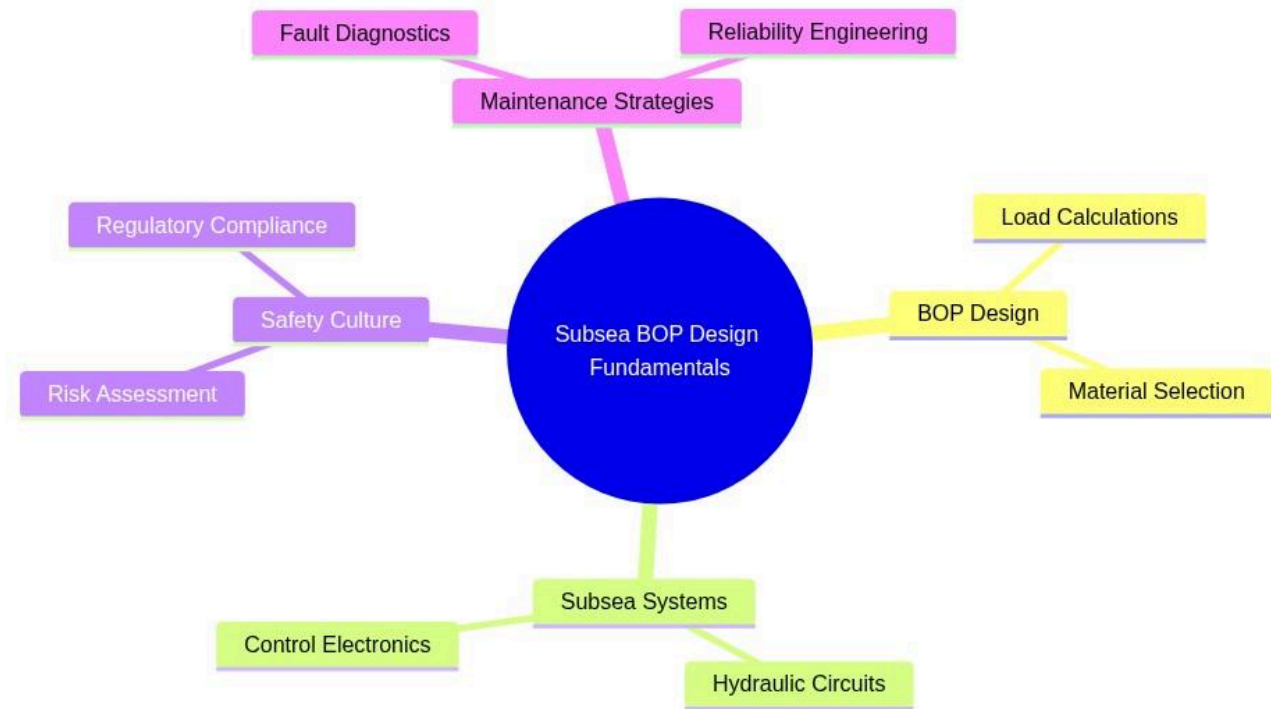 Fault Diagnostics
Reliability Engineering
Maintenance Strategies
Regulatory Compliance
Load Calculations
Safety Culture
BOP Design
Subsea BOP Design
Fundamentals
Risk Assessment
Material Selection
Subsea Systems
Control Electronics
Hydraulic Circuits